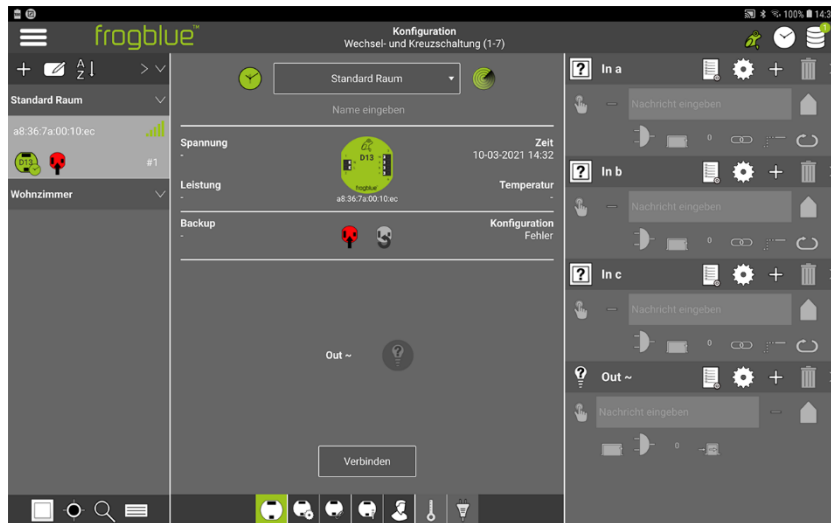 100% 14:3
frogblue™
Konfiguration
Wechsel- und Kreuzschaltung (1-7)
1
A
Z
Standard Raum
a8:36:7a:00:10:ec
D13
#1
Wohnzimmer
Standard Raum
Name eingeben
Spannung
-
Zeit
10-03-2021 14:32
D13
frogblue
a8:36:7a:00:10:ec
Leistung
-
Temperatur
-
Backup
-
Konfiguration
Fehler
Out ~
?
Verbinden
? In a
Nachricht eingeben
0
? In b
Nachricht eingeben
0
? In c
Nachricht eingeben
0
? Out ~
Nachricht eingeben
0